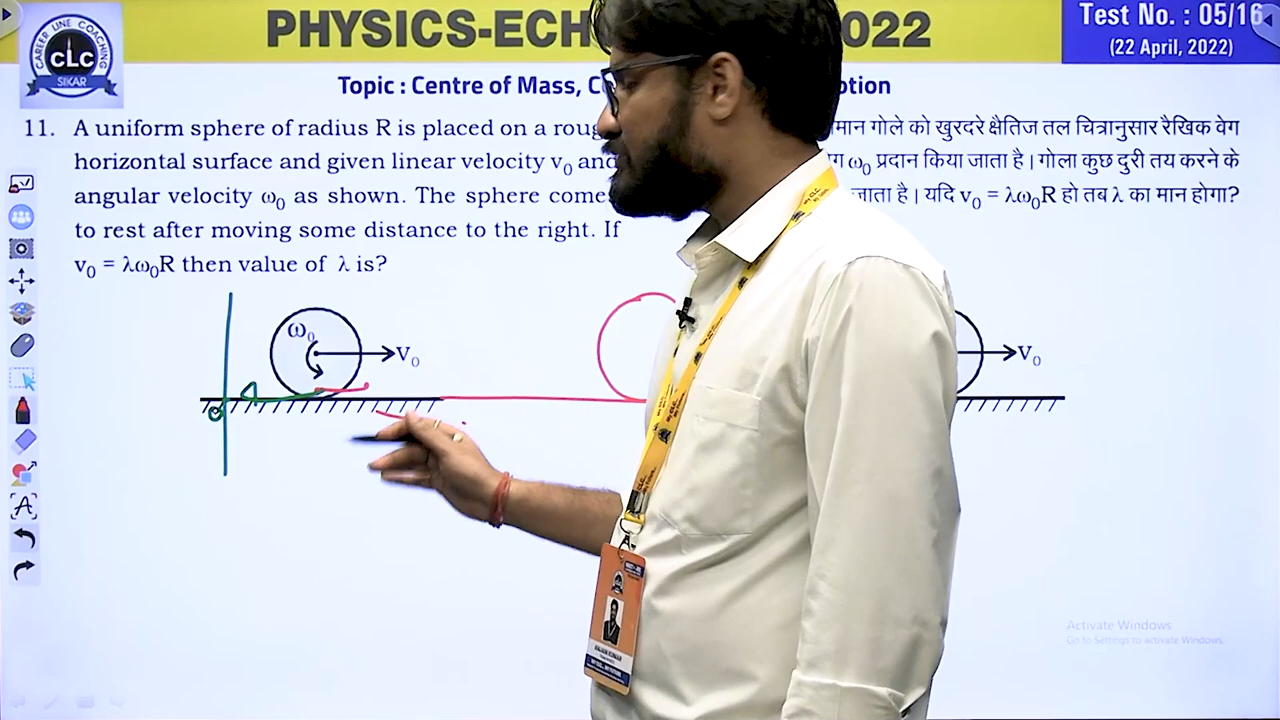 PHYSICS-ECH 022
Test No. : 05/16
(22 April, 2022)
CAREER LINE COACHING
CLC
SIKAR
Topic : Centre of Mass, C otion
11. A uniform sphere of radius R is placed on a roug
horizontal surface and given linear velocity v₀ and
angular velocity ω₀ as shown. The sphere comes
to rest after moving some distance to the right. If
v₀ = λω₀R then value of λ is?
मान गोले को खुरदरे क्षैतिज तल चित्रानुसार रेखिक वेग
ग ω₀ प्रदान किया जाता है। गोला कुछ दुरी तय करने के
जाता है। यदि v₀ = λω₀R हो तब λ का मान होगा?
ω₀
v₀
v₀
A
CLC
Activate Windows
Go to Settings to activate Windows.